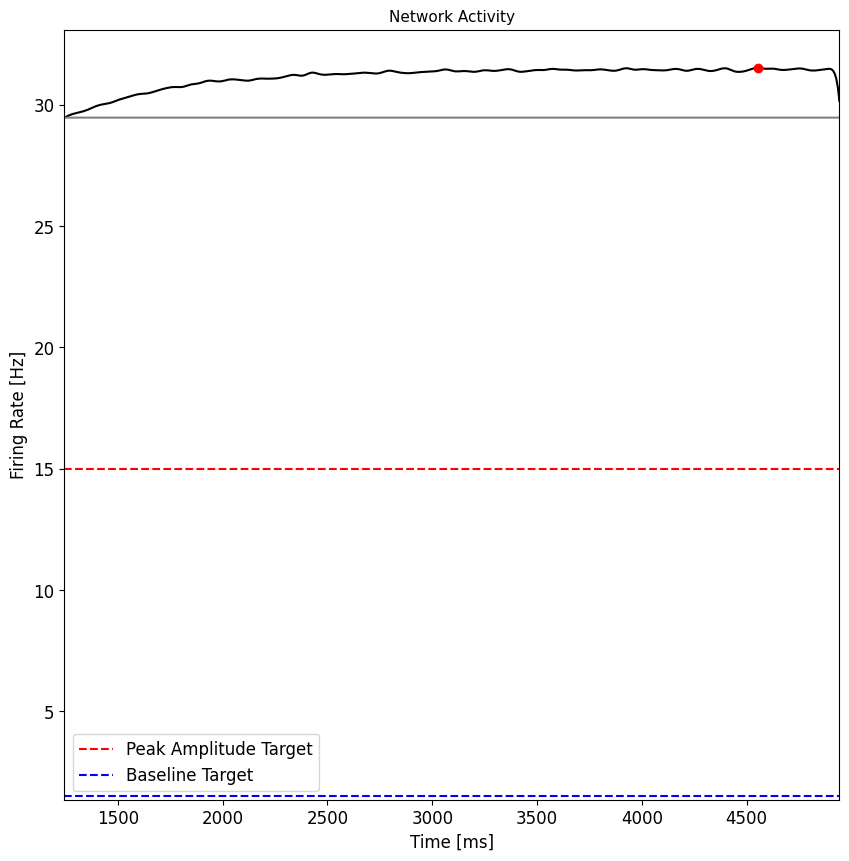 Network Activity
Firing Rate [Hz]
30
25
20
15
10
5
Peak Amplitude Target
Baseline Target
1500 2000 2500 3000 3500 4000 4500
Time [ms]